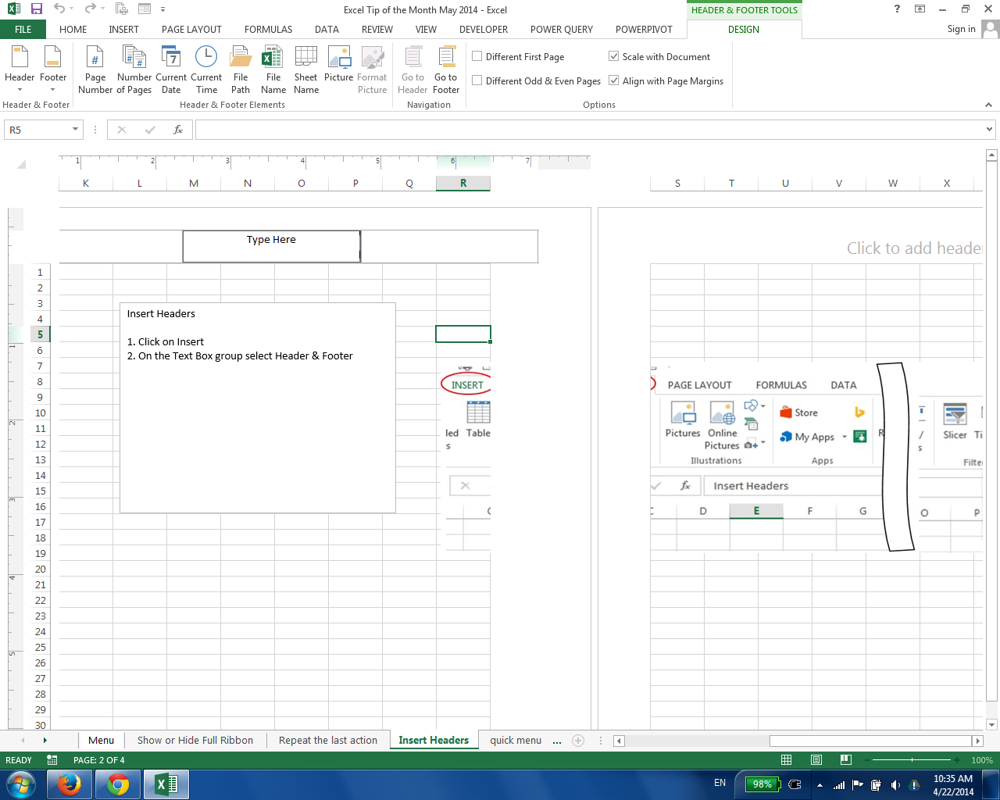 Excel Tip of the Month May 2014 - Excel
HEADER & FOOTER TOOLS
FILE HOME INSERT PAGE LAYOUT FORMULAS DATA REVIEW VIEW DEVELOPER POWER QUERY POWERPIVOT DESIGN Sign in
Header Footer
Header & Footer
Page Number
Number of Pages
Current Date
Current Time
File Path
File Name
Sheet Name
Picture
Format Picture
Header & Footer Elements
Go to Header
Go to Footer
Navigation
Different First Page
Different Odd & Even Pages
Scale with Document
Align with Page Margins
Options
R5
fx
1 2 3 4 5 6 7
K L M N O P Q R S T U V W X
Type Here
Click to add header
1
2
3
4
5
6
7
8
9
10
11
12
13
14
15
16
17
18
19
20
21
22
23
24
25
26
27
28
29
30
1
2
3
4
5
Insert Headers
1. Click on Insert
2. On the Text Box group select Header & Footer
INSERT PAGE LAYOUT FORMULAS DATA
Table
Pictures
Online Pictures
Illustrations
Store
My Apps
Apps
Slicer
fx Insert Headers
D E F G O P
Menu Show or Hide Full Ribbon Repeat the last action Insert Headers quick menu ...
READY PAGE: 2 OF 4 100%
EN 98% 10:35 AM
4/22/2014